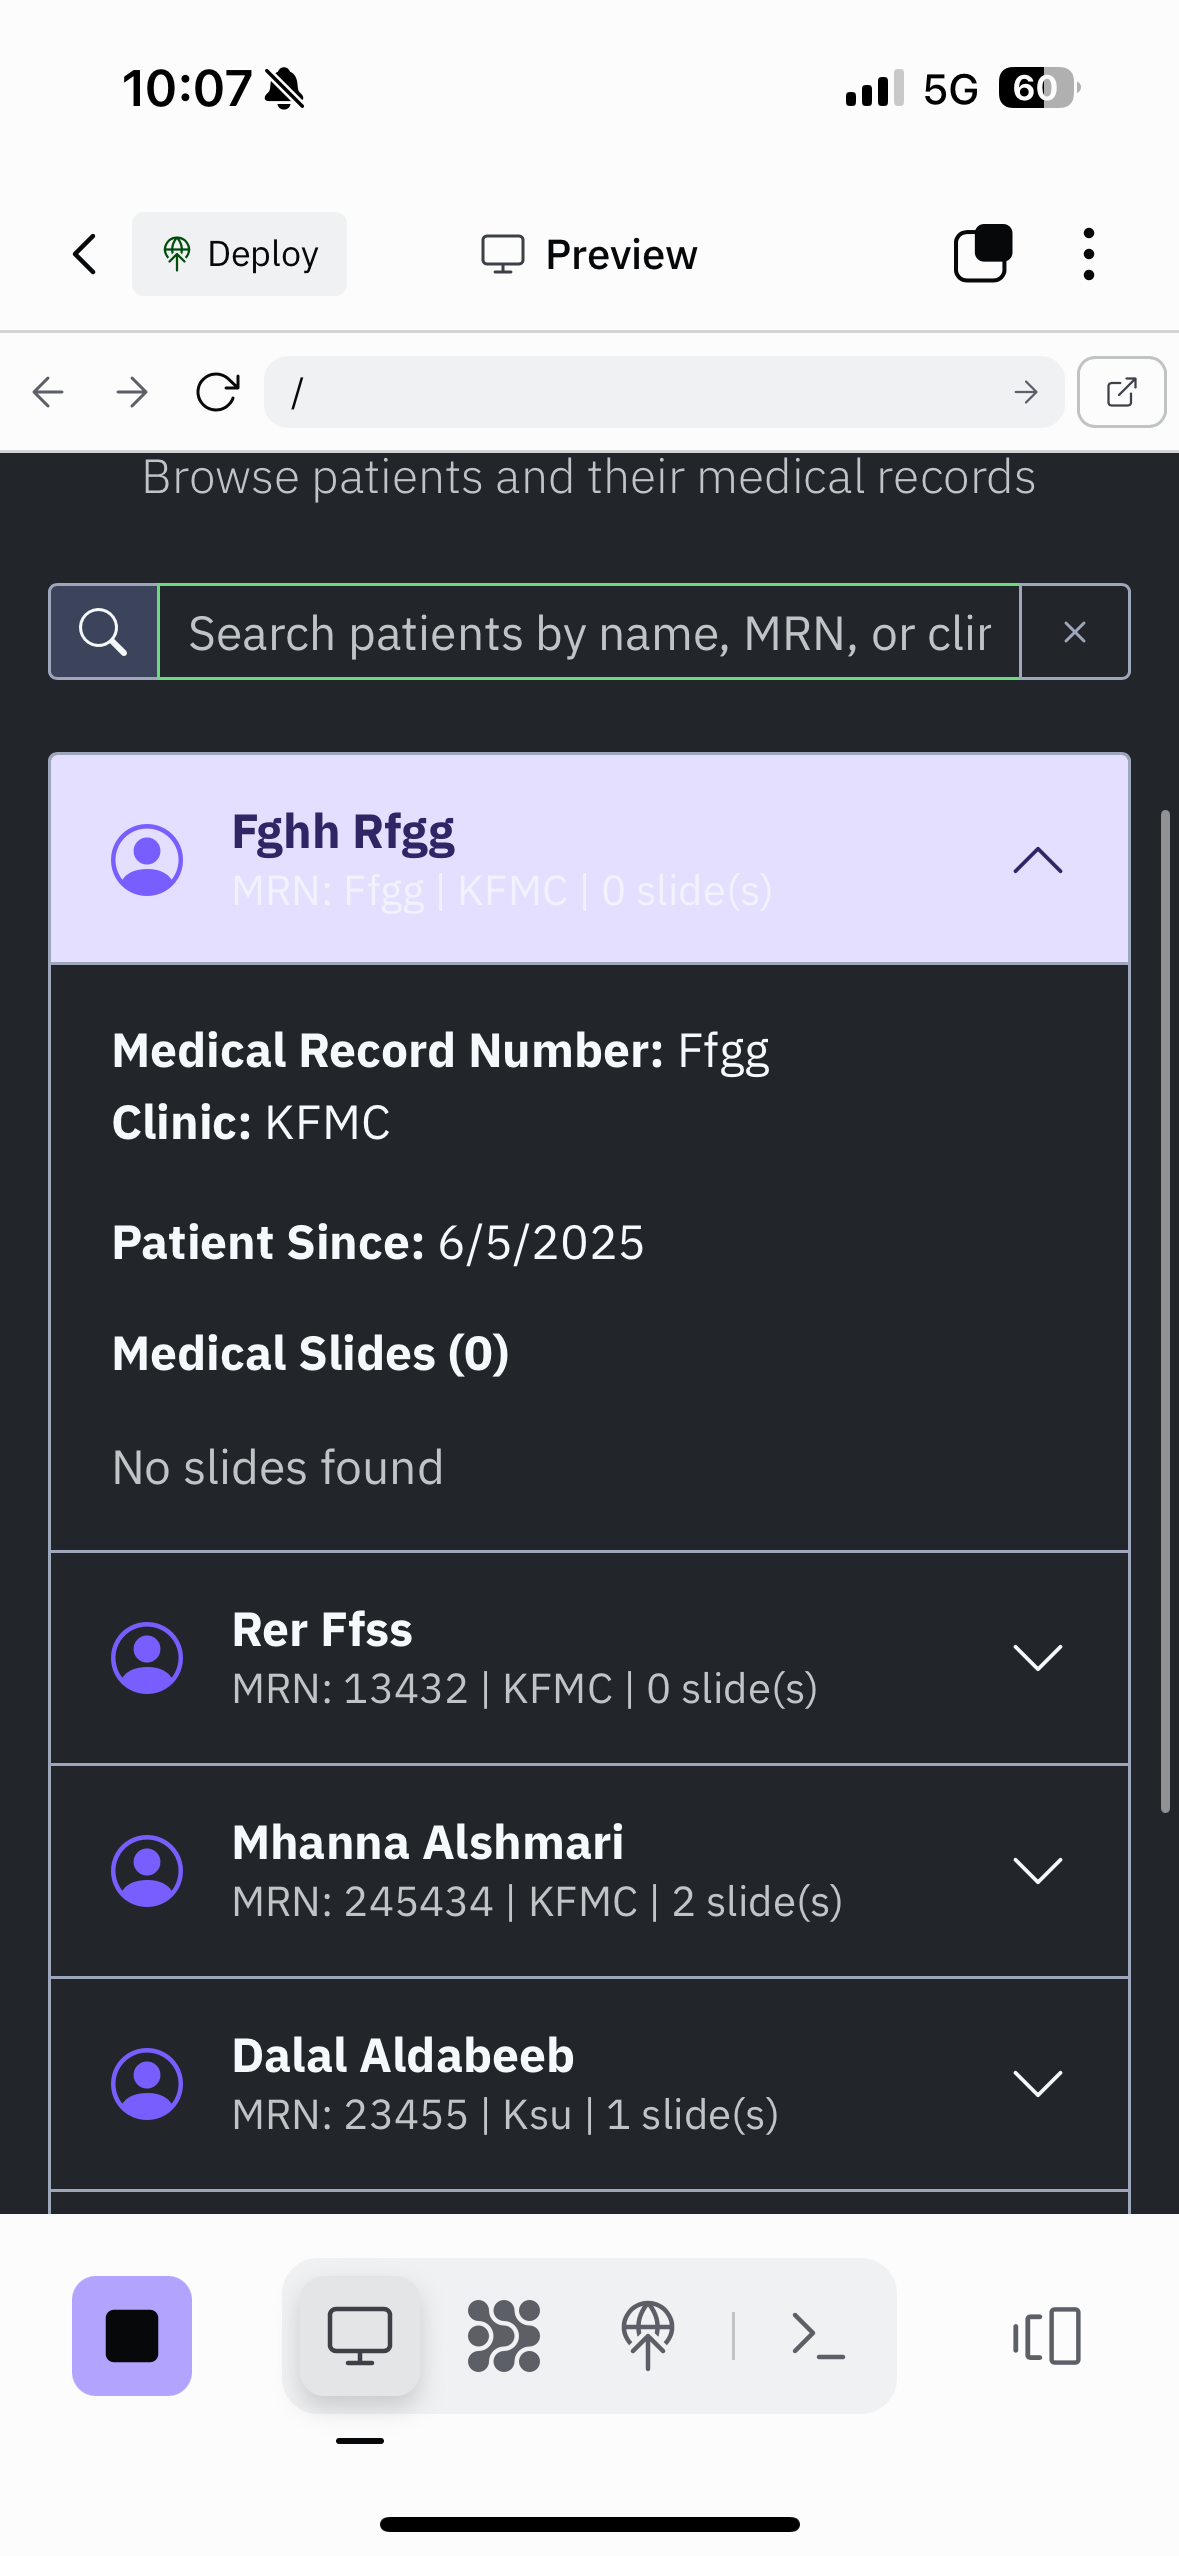 10:07
5G
60
Deploy
Preview
/
Browse patients and their medical records
Search patients by name, MRN, or clin
Fghh Rfgg
MRN: Ffgg | KFMC | 0 slide(s)
Medical Record Number: Ffgg
Clinic: KFMC
Patient Since: 6/5/2025
Medical Slides (0)
No slides found
Rer Ffss
MRN: 13432 | KFMC | 0 slide(s)
Mhanna Alshmari
MRN: 245434 | KFMC | 2 slide(s)
Dalal Aldabeeb
MRN: 23455 | Ksu | 1 slide(s)